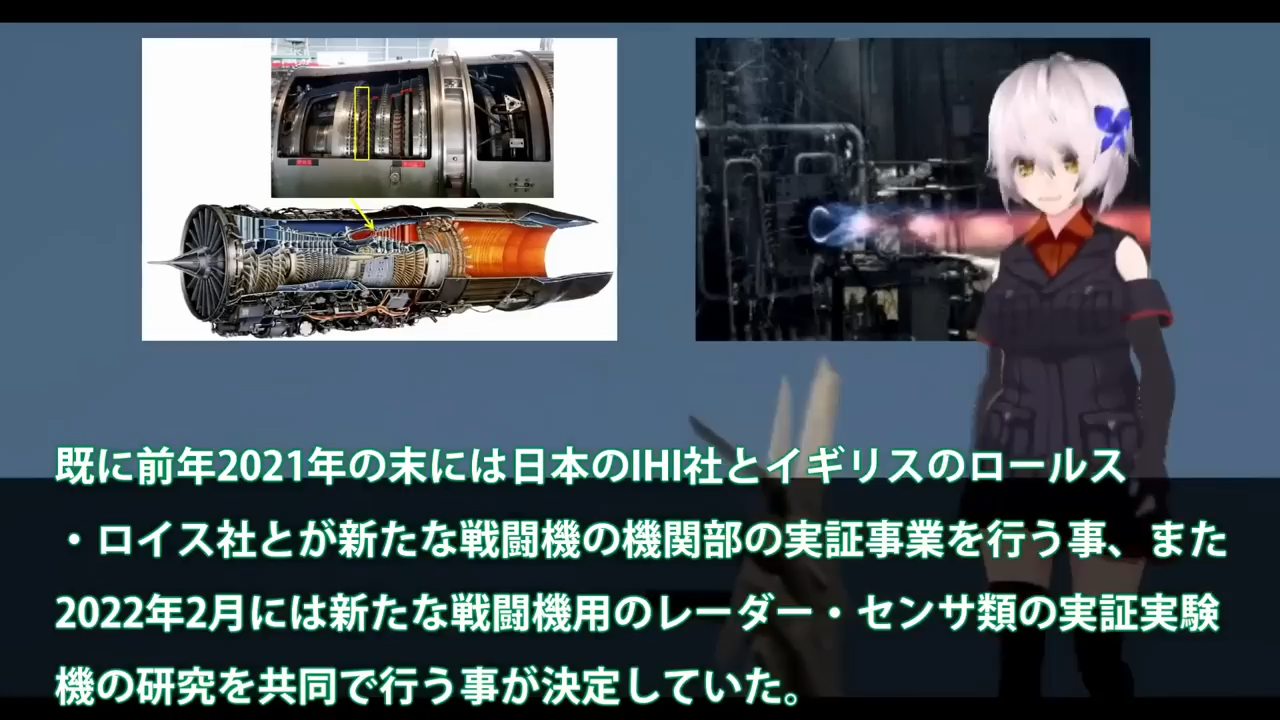 既に前年2021年の末には日本のIHI社とイギリスのロールス
・ロイス社とが新たな戦闘機の機関部の実証事業を行う事、また
2022年2月には新たな戦闘機用のレーダー・センサ類の実証実験
機の研究を共同で行う事が決定していた。